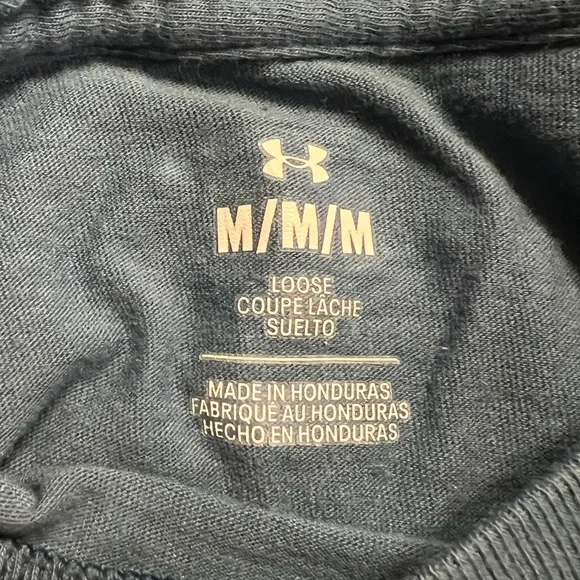 M/M/M
LOOSE
COUPE LÂCHE
SUELTO
MADE IN HONDURAS
FABRIQUÉ AU HONDURAS
HECHO EN HONDURAS